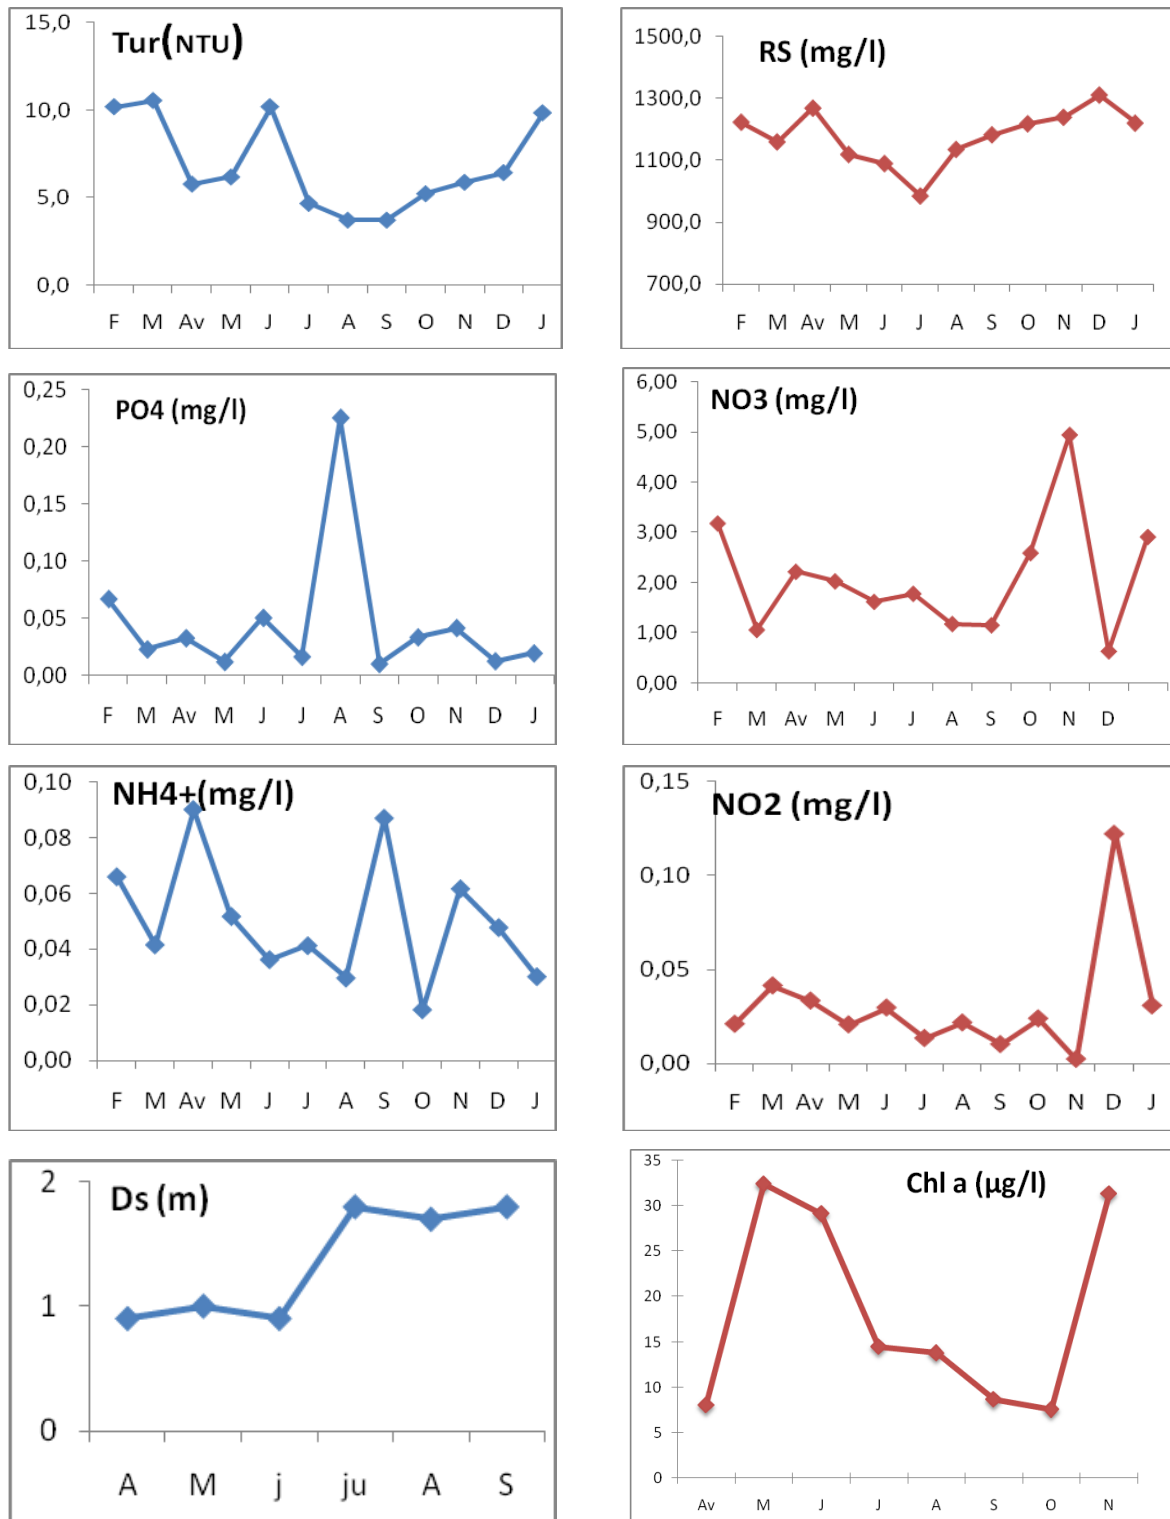 Tur(NTU)
15,0
10,0
5,0
0,0
F M Av M J J A S O N D J
RS (mg/l)
1500,0
1300,0
1100,0
900,0
700,0
F M Av M J J A S O N D J
PO4 (mg/l)
0,25
0,20
0,15
0,10
0,05
0,00
F M Av M J J A S O N D J
NO3 (mg/l)
6,00
5,00
4,00
3,00
2,00
1,00
0,00
F M Av M J J A S O N D
NH4+(mg/l)
0,10
0,08
0,06
0,04
0,02
0,00
F M Av M J J A S O N D J
NO2 (mg/l)
0,15
0,10
0,05
0,00
F M Av M J J A S O N D J
Ds (m)
2
1
0
A M j ju A S
Chl a (µg/l)
35
30
25
20
15
10
5
0
Av M J J A S O N